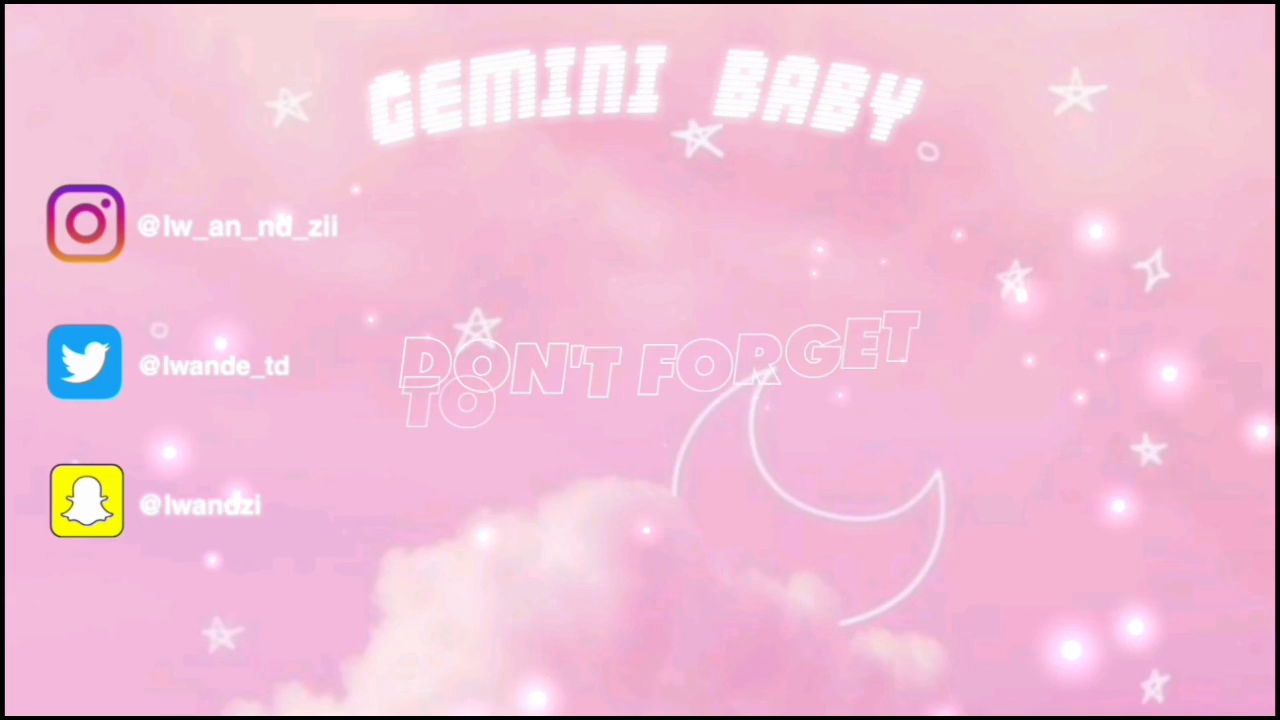 GEMINI BABY
@lw_an_nd_zii
@lwande_td
@lwandzi
DON'T FORGET
TO